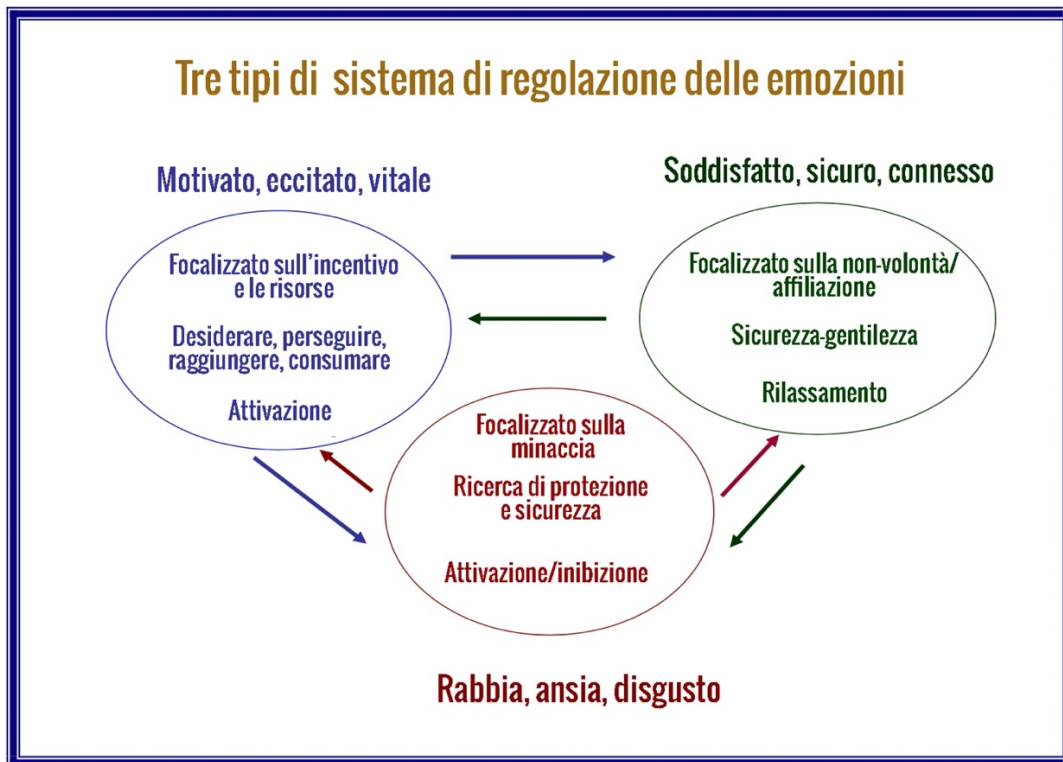 Tre tipi di sistema di regolazione delle emozioni
Motivato, eccitato, vitale
Focalizzato sull'incentivo
e le risorse
Desiderare, perseguire,
raggiungere, consumare
Attivazione
Soddisfatto, sicuro, connesso
Focalizzato sulla non-volontà/
affiliazione
Sicurezza-gentilezza
Rilassamento
Focalizzato sulla
minaccia
Ricerca di protezione
e sicurezza
Attivazione/inibizione
Rabbia, ansia, disgusto